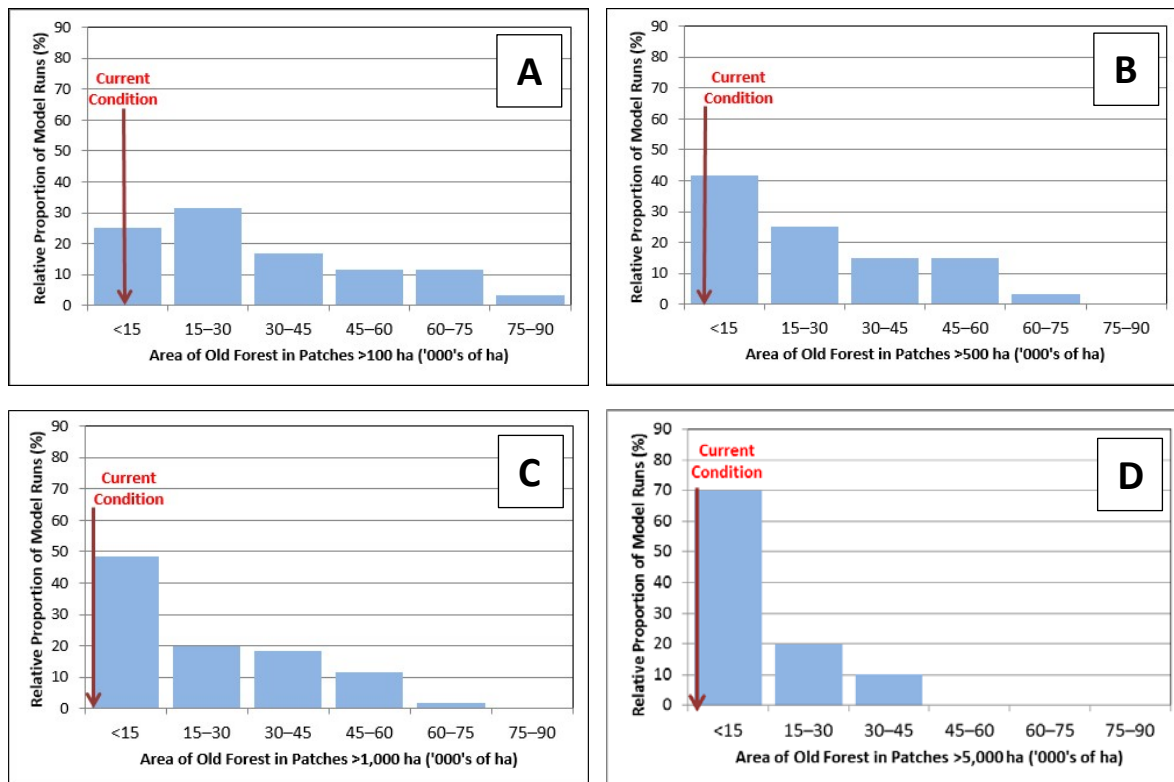 Relative Proportion of Model Runs (%)
90
80
70
60
50
40
30
20
10
0
Current
Condition
A
<15 15–30 30–45 45–60 60–75 75–90
Area of Old Forest in Patches >100 ha ('000's of ha)
Relative Proportion of Model Runs (%)
90
80
70
60
50
40
30
20
10
0
Current
Condition
B
<15 15–30 30–45 45–60 60–75 75–90
Area of Old Forest in Patches >500 ha ('000's of ha)
Relative Proportion of Model Runs (%)
90
80
70
60
50
40
30
20
10
0
Current
Condition
C
<15 15–30 30–45 45–60 60–75 75–90
Area of Old Forest in Patches >1,000 ha ('000's of ha)
Relative Proportion of Model Runs (%)
90
80
70
60
50
40
30
20
10
0
Current
Condition
D
<15 15–30 30–45 45–60 60–75 75–90
Area of Old Forest in Patches >5,000 ha ('000's of ha)